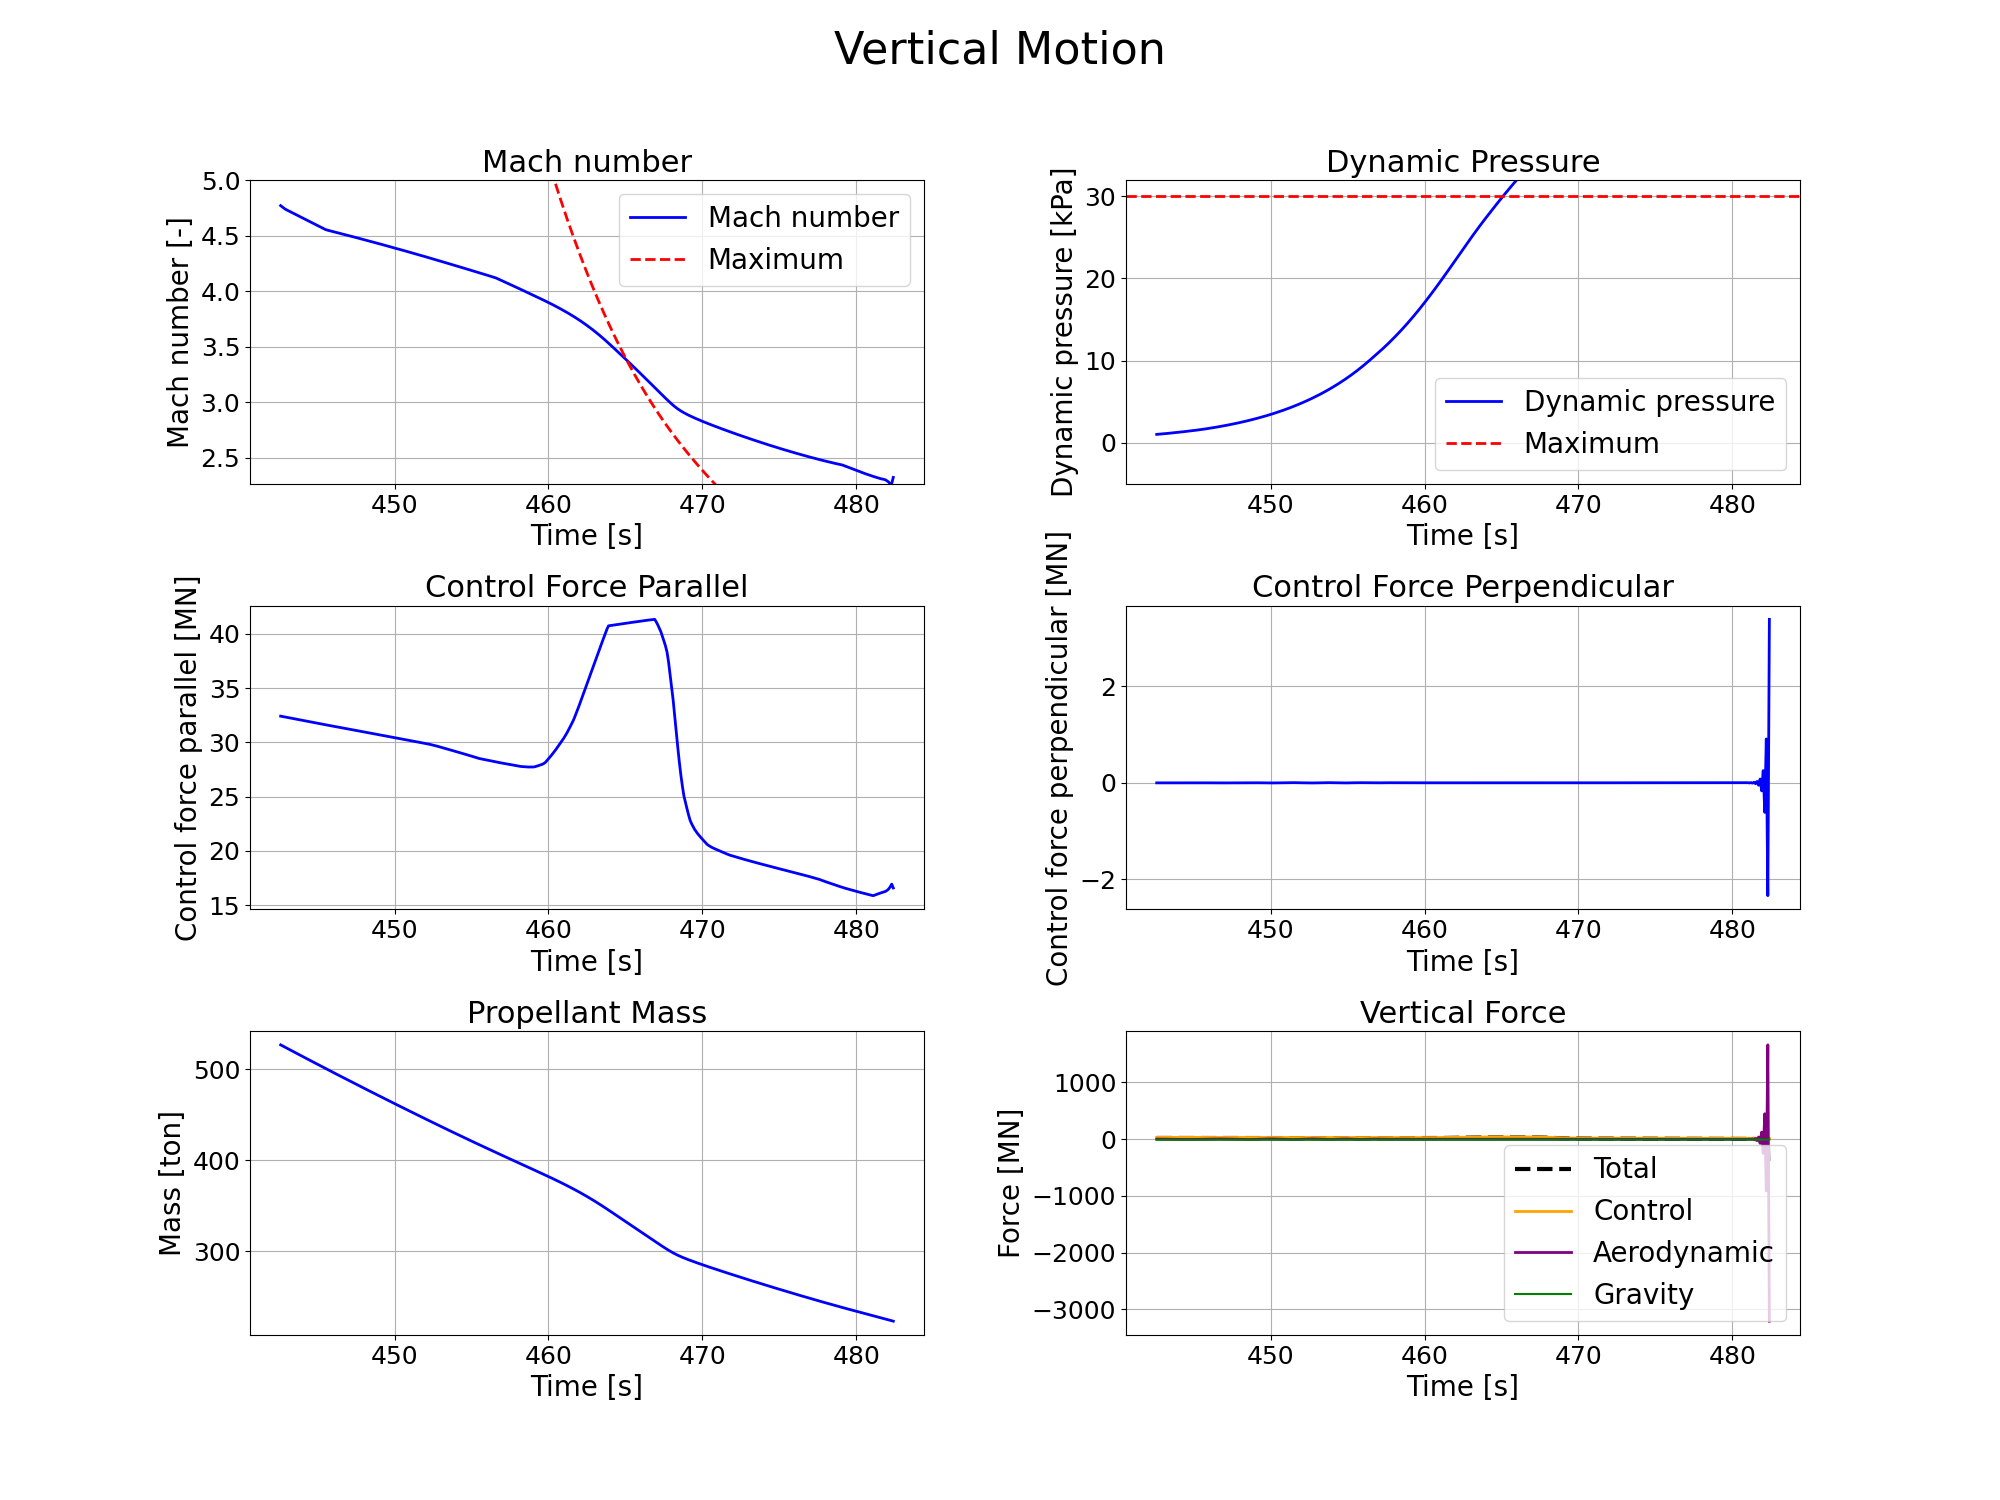 Vertical Motion
Mach number
Mach number [-]
5.0
4.5
4.0
3.5
3.0
2.5
450
460
470
480
Time [s]
Mach number
Maximum
Dynamic Pressure
Dynamic pressure [kPa]
30
20
10
0
450
460
470
480
Time [s]
Dynamic pressure
Maximum
Control Force Parallel
Control force parallel [MN]
40
35
30
25
20
15
450
460
470
480
Time [s]
Control Force Perpendicular
Control force perpendicular [MN]
2
0
−2
450
460
470
480
Time [s]
Propellant Mass
Mass [ton]
500
400
300
450
460
470
480
Time [s]
Vertical Force
Force [MN]
1000
0
−1000
−2000
−3000
450
460
470
480
Time [s]
Total
Control
Aerodynamic
Gravity